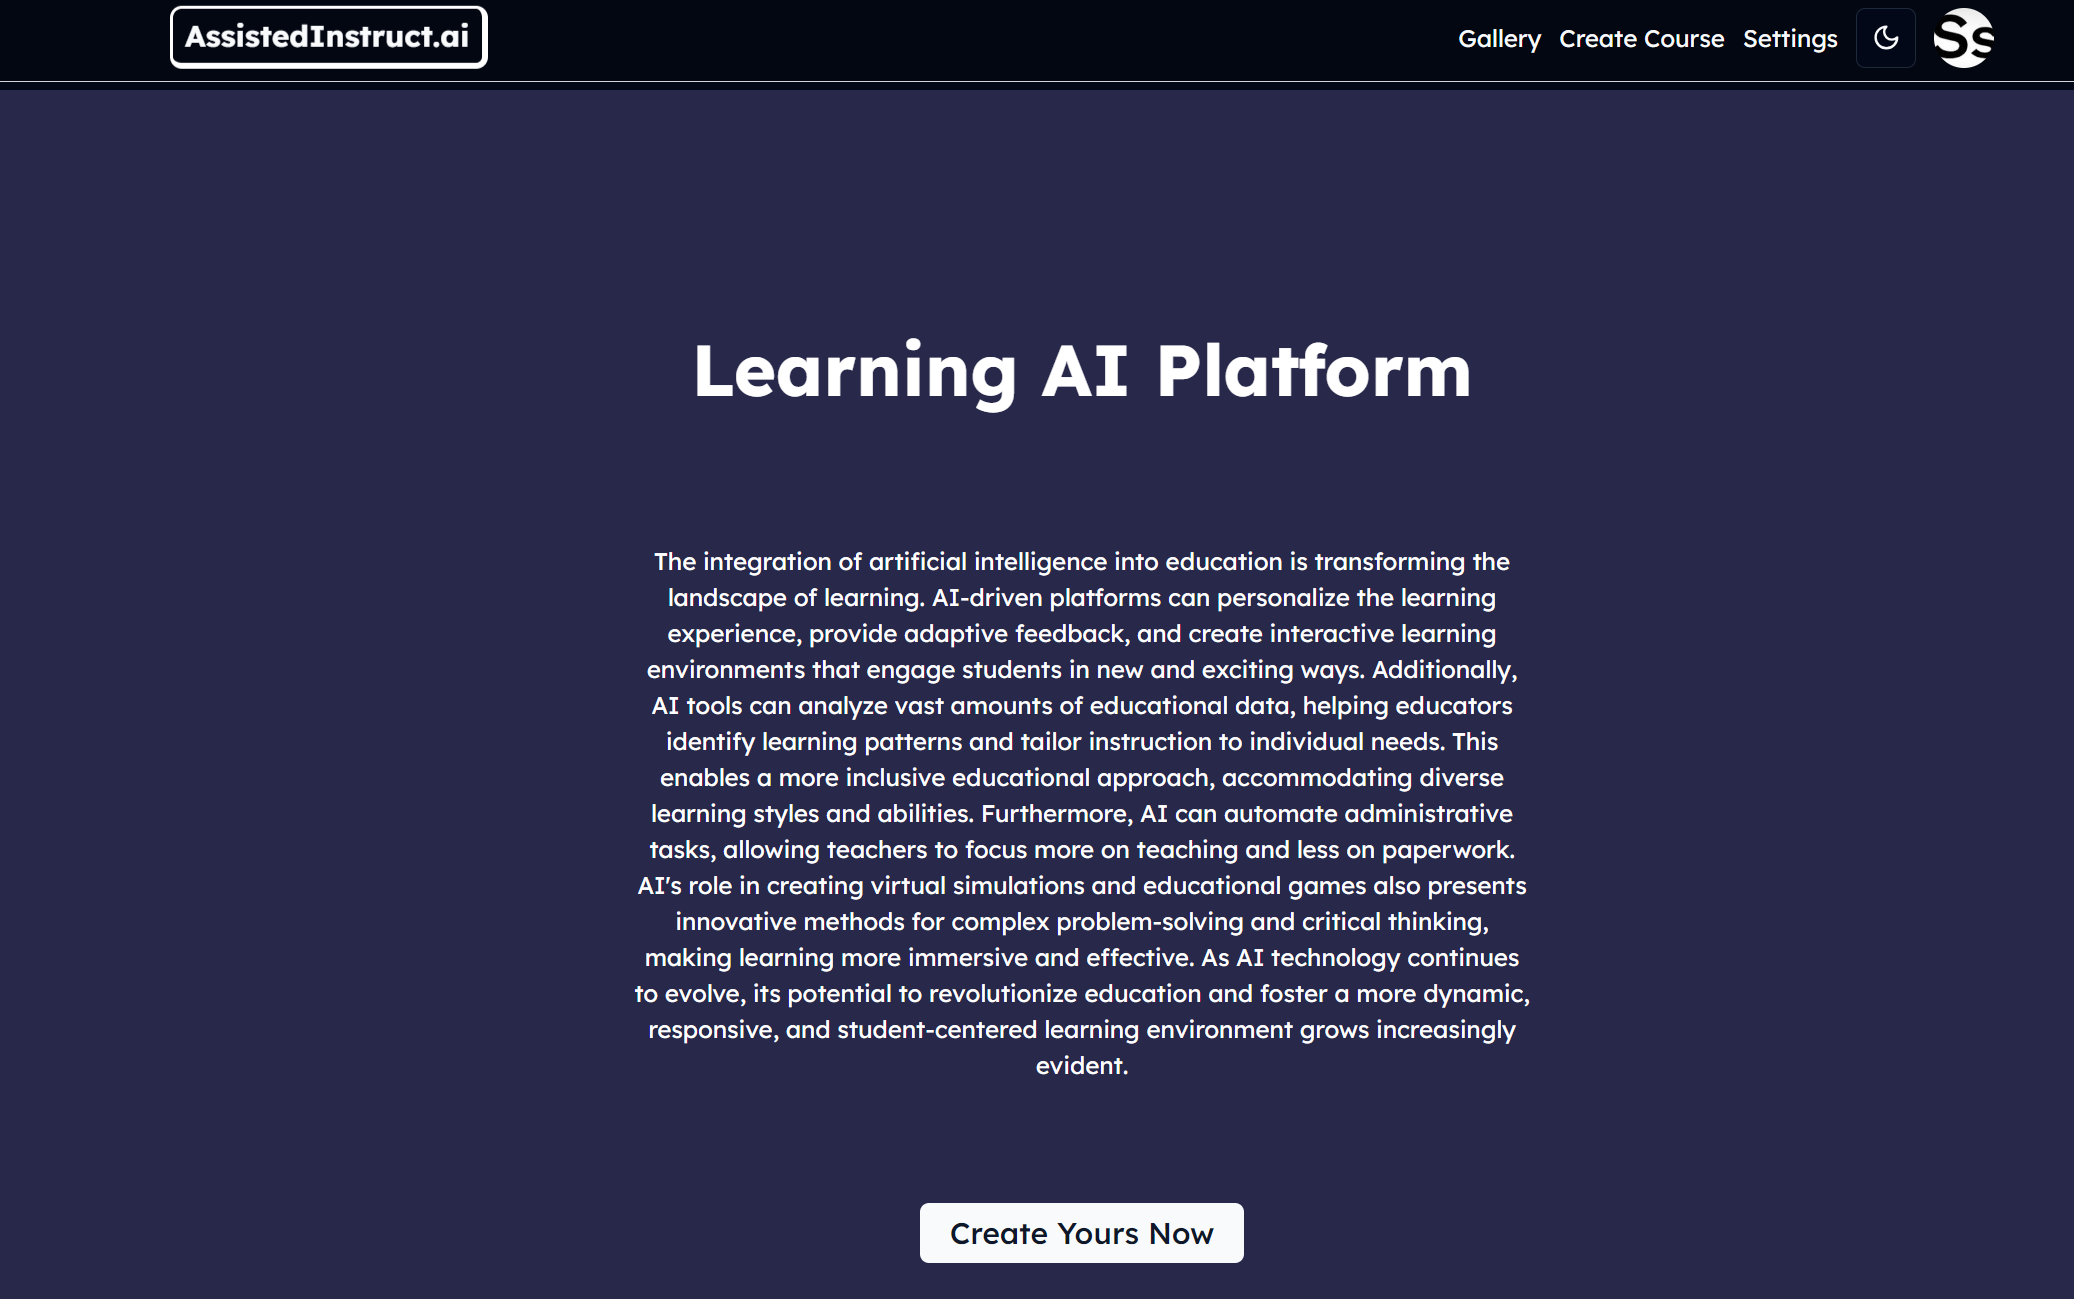 AssistedInstruct.ai
Gallery Create Course Settings
Ss
Learning AI Platform
The integration of artificial intelligence into education is transforming the
landscape of learning. AI-driven platforms can personalize the learning
experience, provide adaptive feedback, and create interactive learning
environments that engage students in new and exciting ways. Additionally,
AI tools can analyze vast amounts of educational data, helping educators
identify learning patterns and tailor instruction to individual needs. This
enables a more inclusive educational approach, accommodating diverse
learning styles and abilities. Furthermore, AI can automate administrative
tasks, allowing teachers to focus more on teaching and less on paperwork.
AI's role in creating virtual simulations and educational games also presents
innovative methods for complex problem-solving and critical thinking,
making learning more immersive and effective. As AI technology continues
to evolve, its potential to revolutionize education and foster a more dynamic,
responsive, and student-centered learning environment grows increasingly
evident.
Create Yours Now